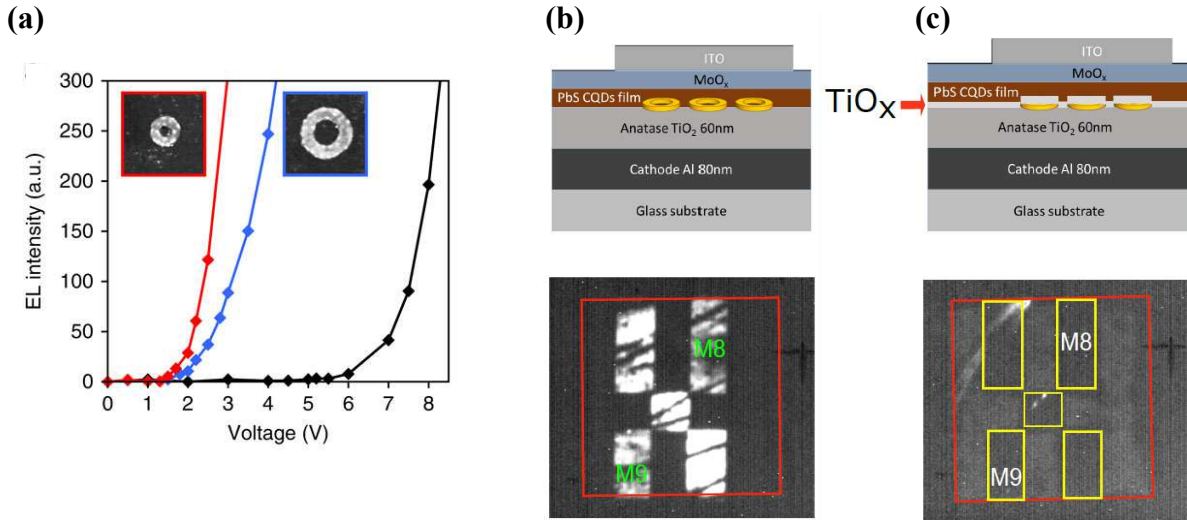 (a)
EL intensity (a.u.)
300
250
200
150
100
50
0
0 1 2 3 4 5 6 7 8
Voltage (V)
(b)
ITO
MoOₓ
PbS CQDs film
Anatase TiO₂ 60nm
Cathode Al 80nm
Glass substrate
M8
M9
(c)
TiOₓ
ITO
MoOₓ
PbS CQDs film
Anatase TiO₂ 60nm
Cathode Al 80nm
Glass substrate
M8
M9